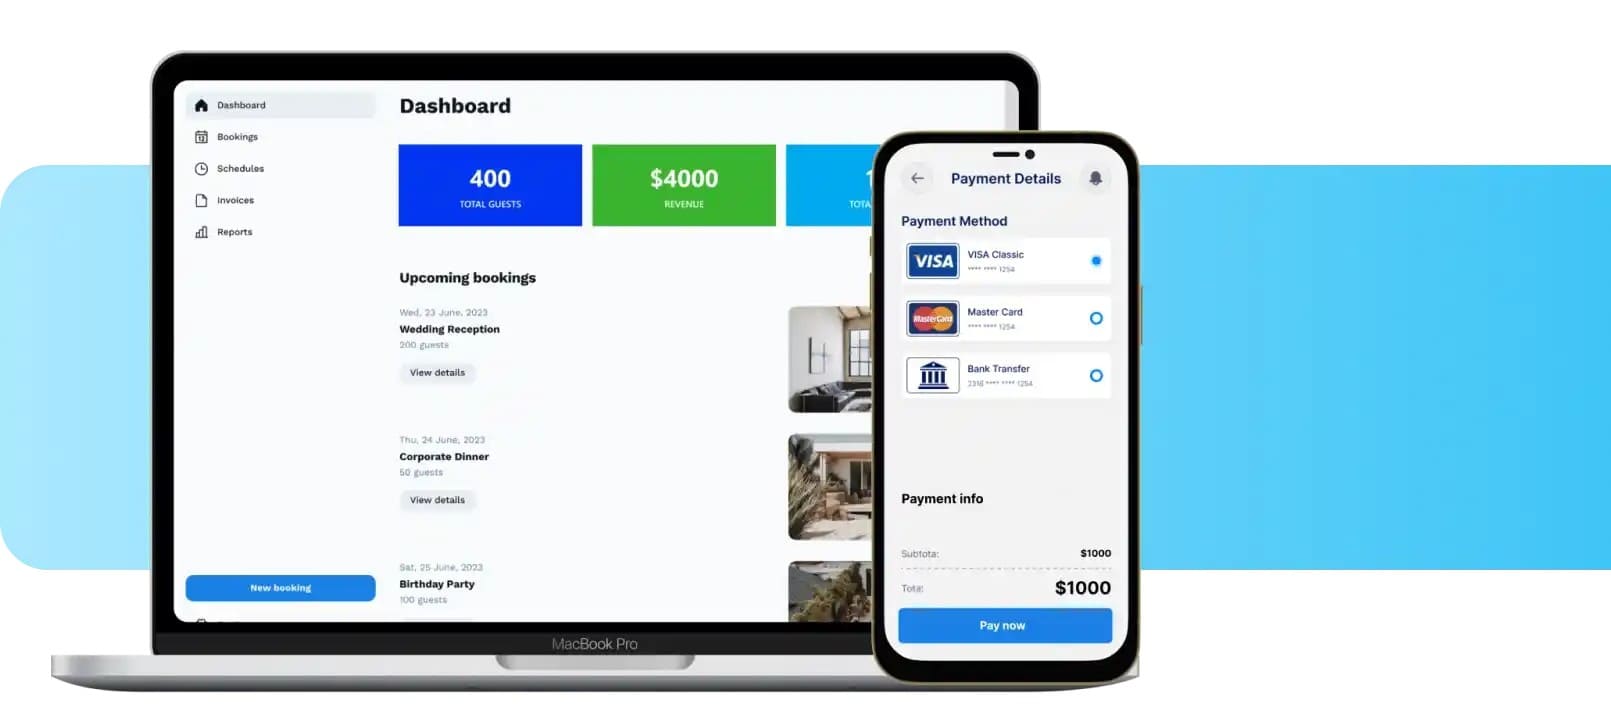 Dashboard
Bookings
Schedules
Invoices
Reports
New booking
Dashboard
400
TOTAL GUESTS
$4000
REVENUE
Upcoming bookings
Wed, 23 June, 2023
Wedding Reception
200 guests
View details
Thu, 24 June, 2023
Corporate Dinner
50 guests
View details
Sat, 25 June, 2023
Birthday Party
100 guests
MacBook Pro
Payment Details
Payment Method
VISA
VISA Classic
**** **** 1254
MasterCard
Master Card
**** **** 1254
Bank Transfer
2316 **** **** 1254
Payment info
Subtotal:
$1000
Total:
$1000
Pay now